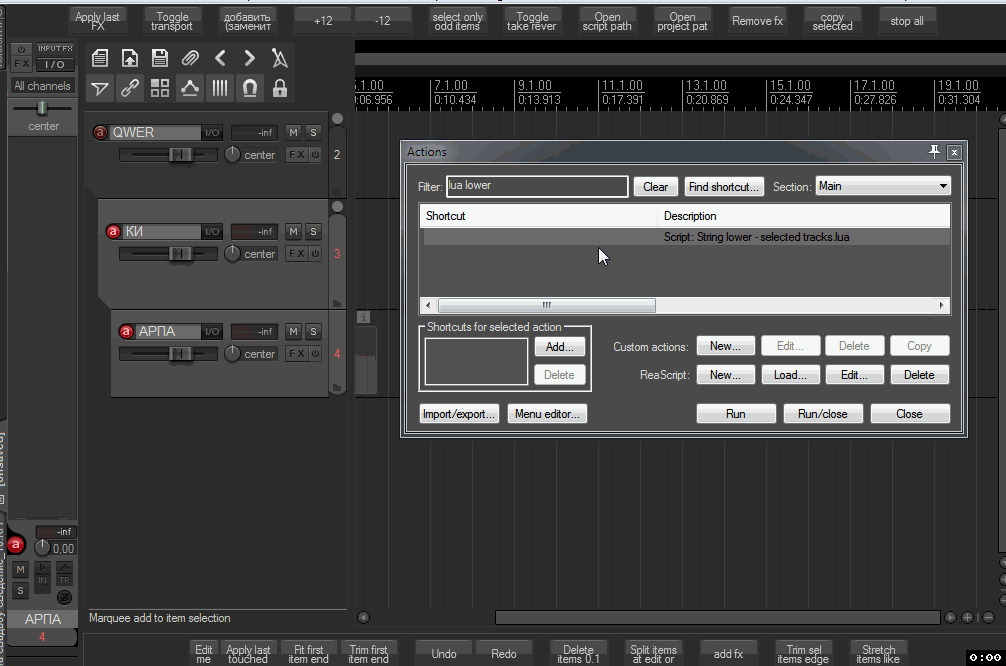 Apply last FX
Toggle transport
добавить (заменит
+12
-12
select only odd items
Toggle take rever
Open script path
Open project pat
Remove fx
copy selected
stop all
INPUT FX
FX
I/O
All channels
center
5.1.00 7.1.00 9.1.00 11.1.00 13.1.00 15.1.00 17.1.00 19.1.00
0:06.956 0:10.434 0:13.913 0:17.391 0:20.869 0:24.347 0:27.826 0:31.304
a QWER I/O -inf M S
center FX 2
a КИ I/O -inf M S
center FX 3
a АРПА I/O -inf M S
center FX 4
Actions
Filter: lua lower Clear Find shortcut... Section: Main
Shortcut Description
Script: String lower - selected tracks.lua
Shortcuts for selected action
Add...
Delete
Custom actions: New... Edit... Delete Copy
ReaScript: New... Load... Edit... Delete
Import/export... Menu editor... Run Run/close Close
-inf
a 0,00
M
IN TR
S
АРПА
4
Marquee add to item selection
Edit me
Apply last touched
Fit first item end
Trim first item end
Undo
Redo
Delete items 0.1
Split items at edit or
add fx
Trim sel items edge
Stretch items like
0:00